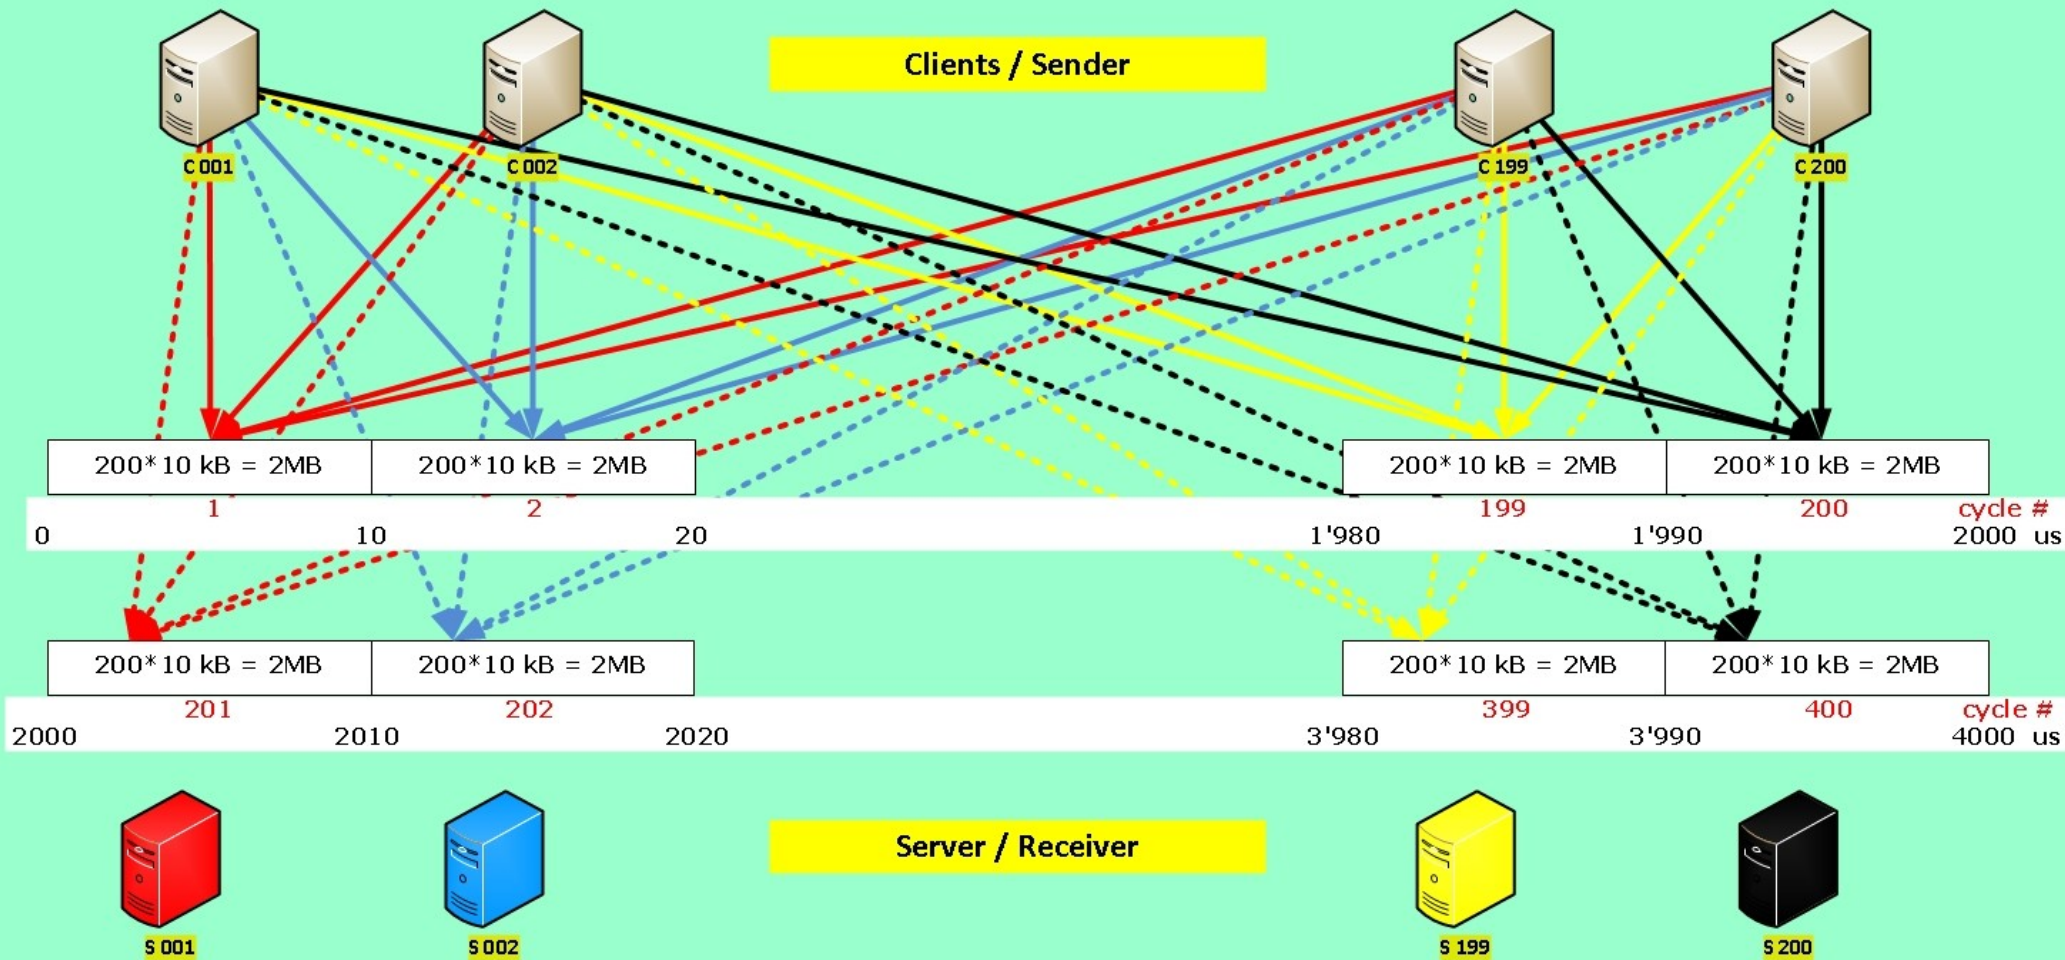 Clients / Sender
C 001 C 002 C 199 C 200
200*10 kB = 2MB 200*10 kB = 2MB 200*10 kB = 2MB 200*10 kB = 2MB
1 2 199 200 cycle #
0 10 20 1'980 1'990 2000 us
200*10 kB = 2MB 200*10 kB = 2MB 200*10 kB = 2MB 200*10 kB = 2MB
201 202 399 400 cycle #
2000 2010 2020 3'980 3'990 4000 us
Server / Receiver
S 001 S 002 S 199 S 200